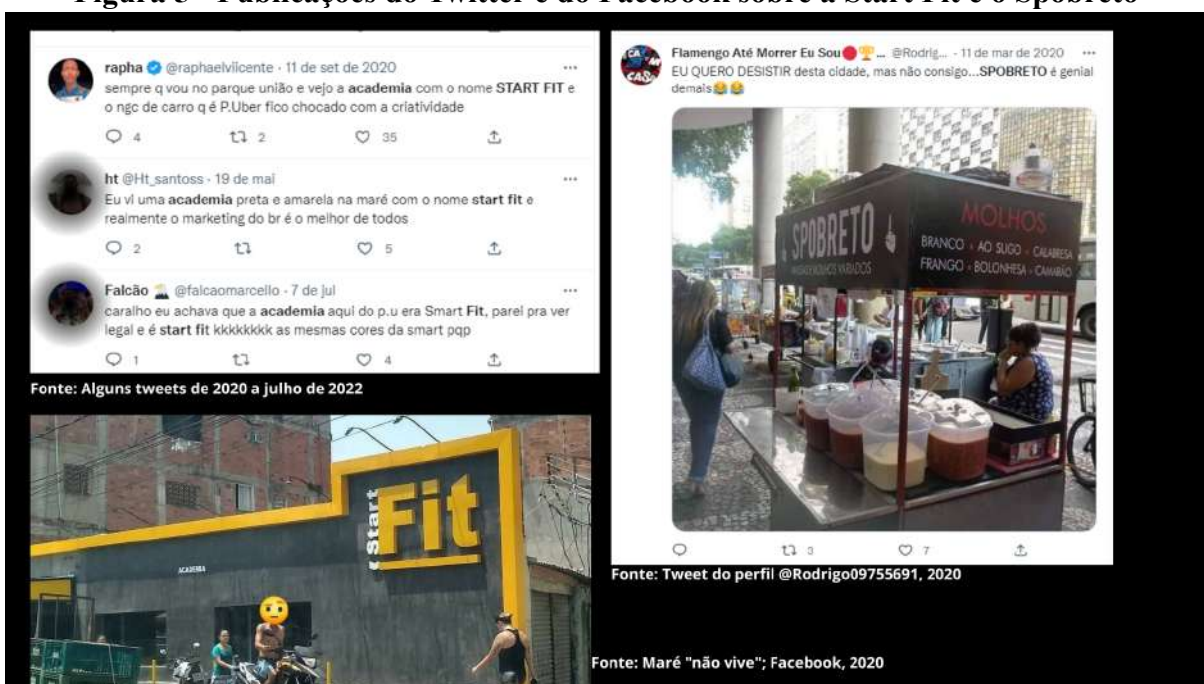 Figura 3 - Publicações do Twitter e do Facebook sobre a Start Fit e o Spobreto
rapha @raphaelviicente · 11 de set de 2020
sempre q vou no parque união e vejo a academia com o nome START FIT e
o ngc de carro q é P.Uber fico chocado com a criatividade
4 2 35
ht @Ht_santoss · 19 de mai
Eu vi uma academia preta e amarela na maré com o nome start fit e
realmente o marketing do br é o melhor de todos
2 5
Falcão @falcaomarcello · 7 de jul
caralho eu achava que a academia aqui do p.u era Smart Fit, parei pra ver
legal e é start fit kkkkkkkk as mesmas cores da smart pqp
1 4
Fonte: Alguns tweets de 2020 a julho de 2022
Start
Fit
ACADEMIA
Flamengo Até Morrer Eu Sou ... @Rodrig... · 11 de mar de 2020
EU QUERO DESISTIR desta cidade, mas não consigo...SPOBRETO é genial
demais
SPOBRETO
MOLHOS VARIADOS
MOLHOS
BRANCO AO SUGO CALABRESA
FRANGO BOLONHESA CAMARÃO
3 7
Fonte: Tweet do perfil @Rodrigo09755691, 2020
Fonte: Maré "não vive"; Facebook, 2020